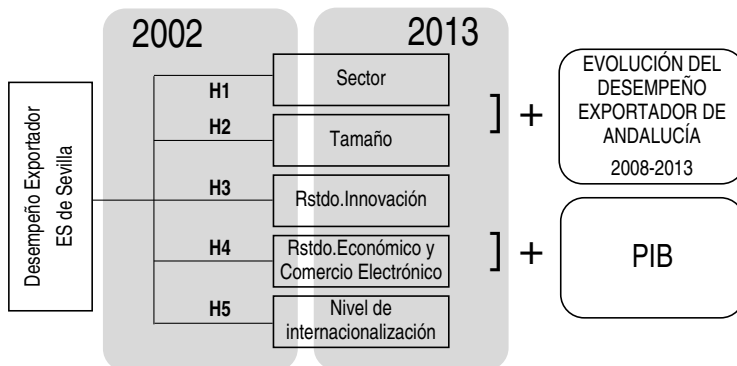 2002
2013
Desempeño Exportador
ES de Sevilla
H1
Sector
H2
Tamaño
H3
Rstdo.Innovación
H4
Rstdo.Económico y
Comercio Electrónico
H5
Nivel de
internacionalización
]
+
EVOLUCIÓN DEL
DESEMPEÑO
EXPORTADOR DE
ANDALUCÍA
2008-2013
]
+
PIB